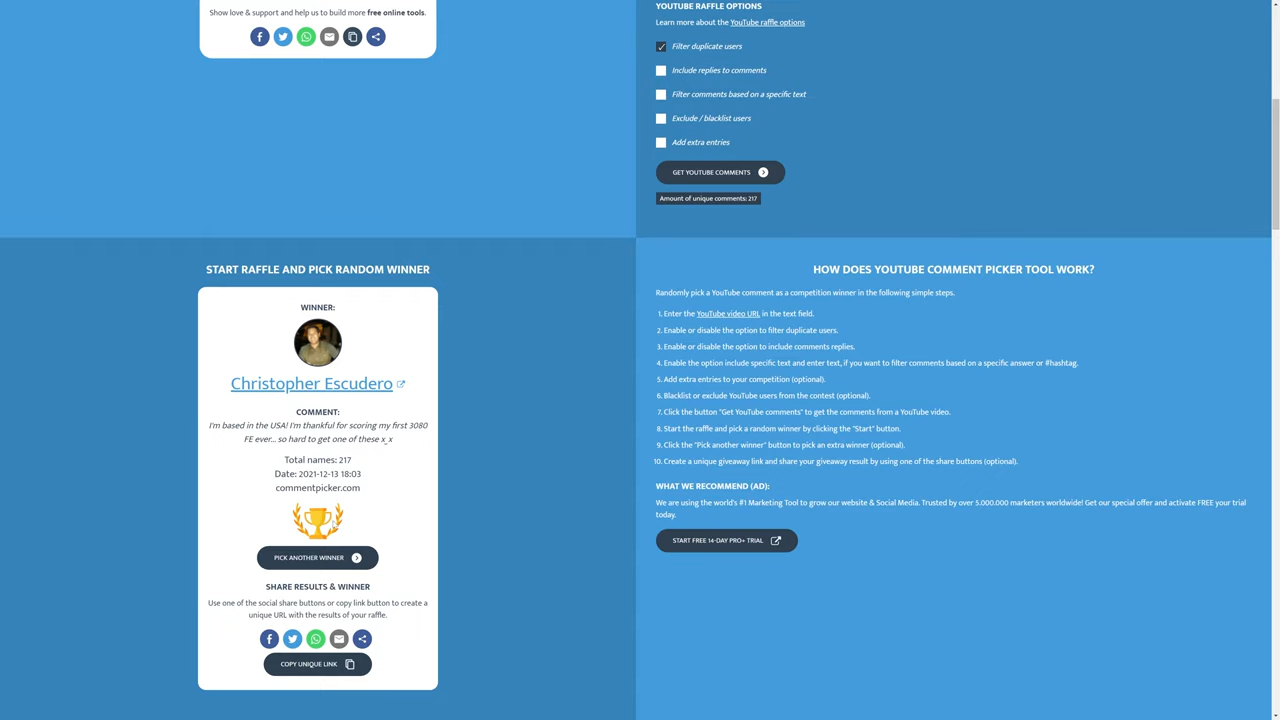 Show love & support and help us to build more free online tools.
YOUTUBE RAFFLE OPTIONS
Learn more about the YouTube raffle options
Filter duplicate users
Include replies to comments
Filter comments based on a specific text
Exclude / blacklist users
Add extra entries
GET YOUTUBE COMMENTS
Amount of unique comments: 217
START RAFFLE AND PICK RANDOM WINNER
WINNER:
Christopher Escudero
COMMENT:
I'm based in the USA! I'm thankful for scoring my first 3080
FE ever... so hard to get one of these x_x
Total names: 217
Date: 2021-12-13 18:03
commentpicker.com
PICK ANOTHER WINNER
SHARE RESULTS & WINNER
Use one of the social share buttons or copy link button to create a
unique URL with the results of your raffle.
COPY UNIQUE LINK
HOW DOES YOUTUBE COMMENT PICKER TOOL WORK?
Randomly pick a YouTube comment as a competition winner in the following simple steps.
1. Enter the YouTube video URL in the text field.
2. Enable or disable the option to filter duplicate users.
3. Enable or disable the option to include comments replies.
4. Enable the option include specific text and enter text, if you want to filter comments based on a specific answer or #hashtag.
5. Add extra entries to your competition (optional).
6. Blacklist or exclude YouTube users from the contest (optional).
7. Click the button "Get YouTube comments" to get the comments from a YouTube video.
8. Start the raffle and pick a random winner by clicking the "Start" button.
9. Click the "Pick another winner" button to pick an extra winner (optional).
10. Create a unique giveaway link and share your giveaway result by using one of the share buttons (optional).
WHAT WE RECOMMEND (AD):
We are using the world's #1 Marketing Tool to grow our website & Social Media. Trusted by over 5.000.000 marketers worldwide! Get our special offer and activate FREE your trial
today.
START FREE 14-DAY PRO+ TRIAL